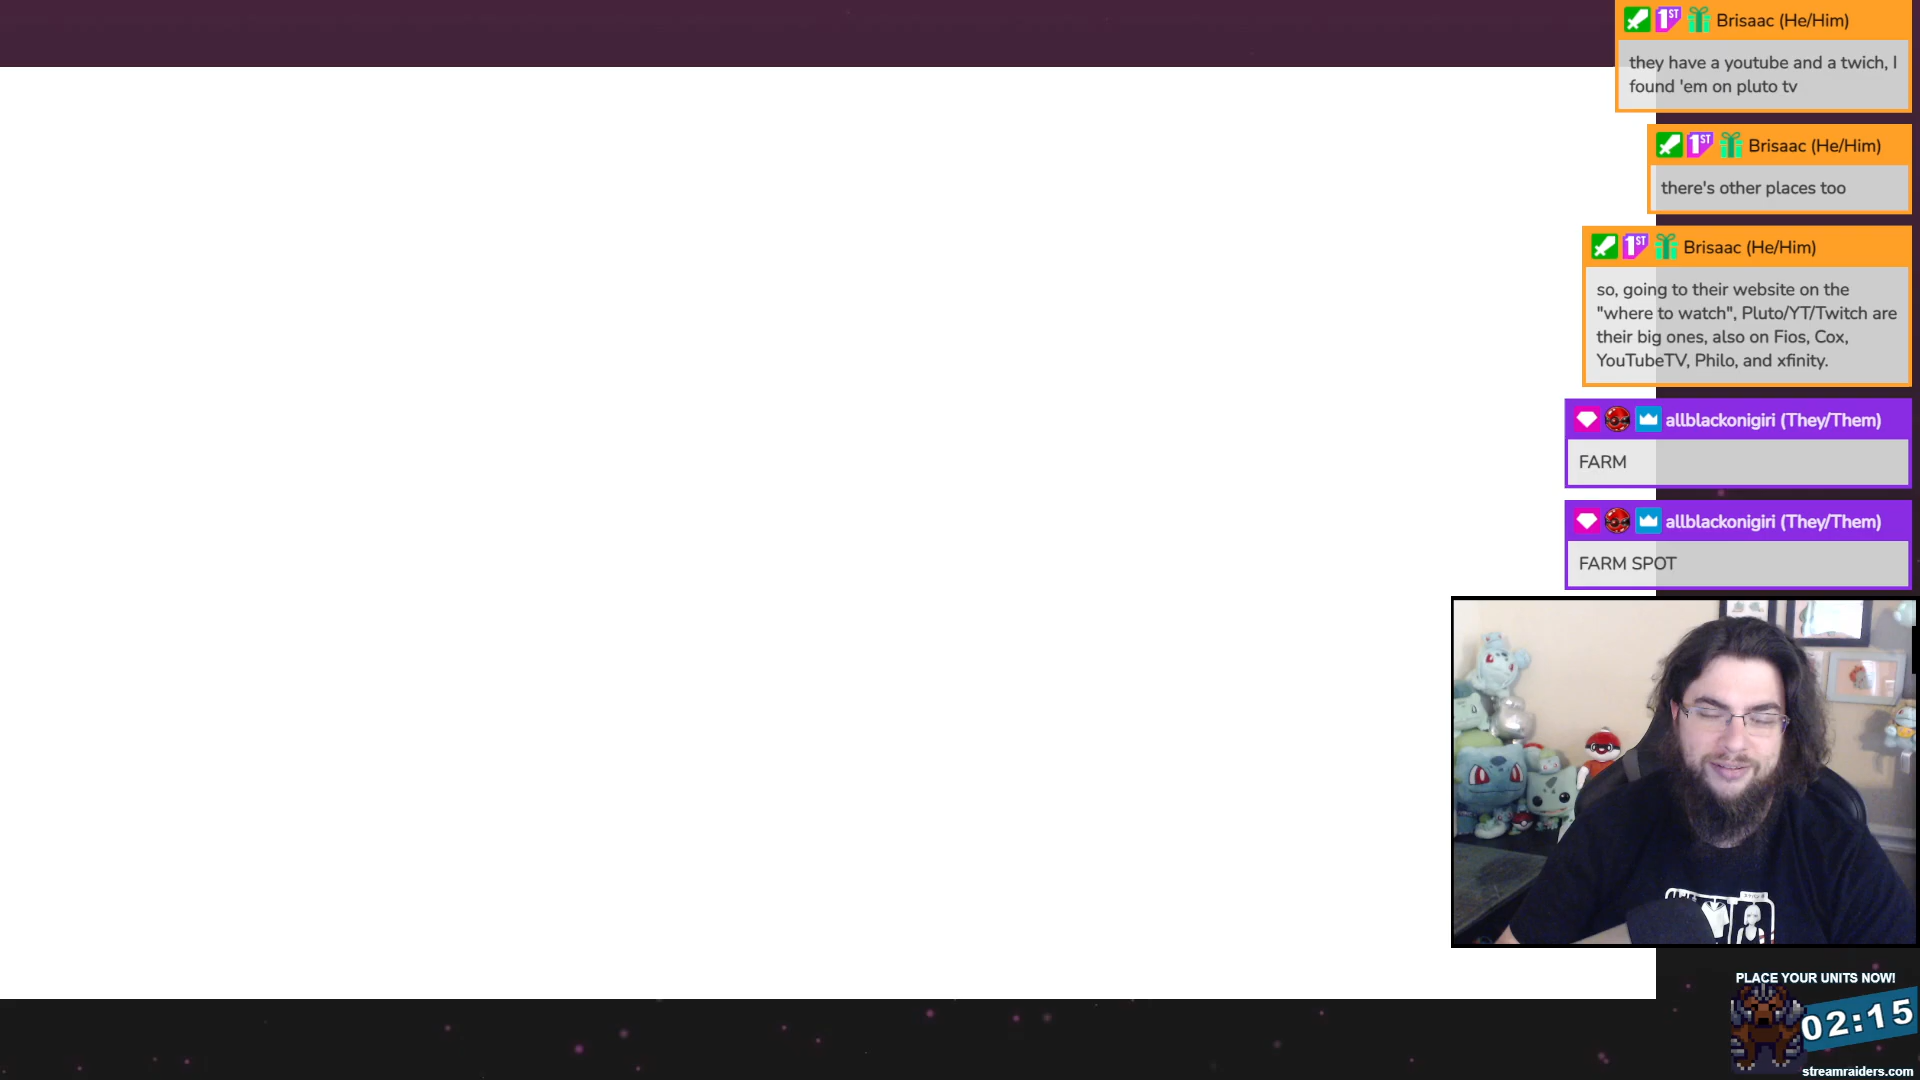 1ST Brisaac (He/Him)
they have a youtube and a twich, I
found 'em on pluto tv
1ST Brisaac (He/Him)
there's other places too
1ST Brisaac (He/Him)
so, going to their website on the
"where to watch", Pluto/YT/Twitch are
their big ones, also on Fios, Cox,
YouTubeTV, Philo, and xfinity.
allblackonigiri (They/Them)
FARM
allblackonigiri (They/Them)
FARM SPOT
PLACE YOUR UNITS NOW!
02:15
streamraiders.com